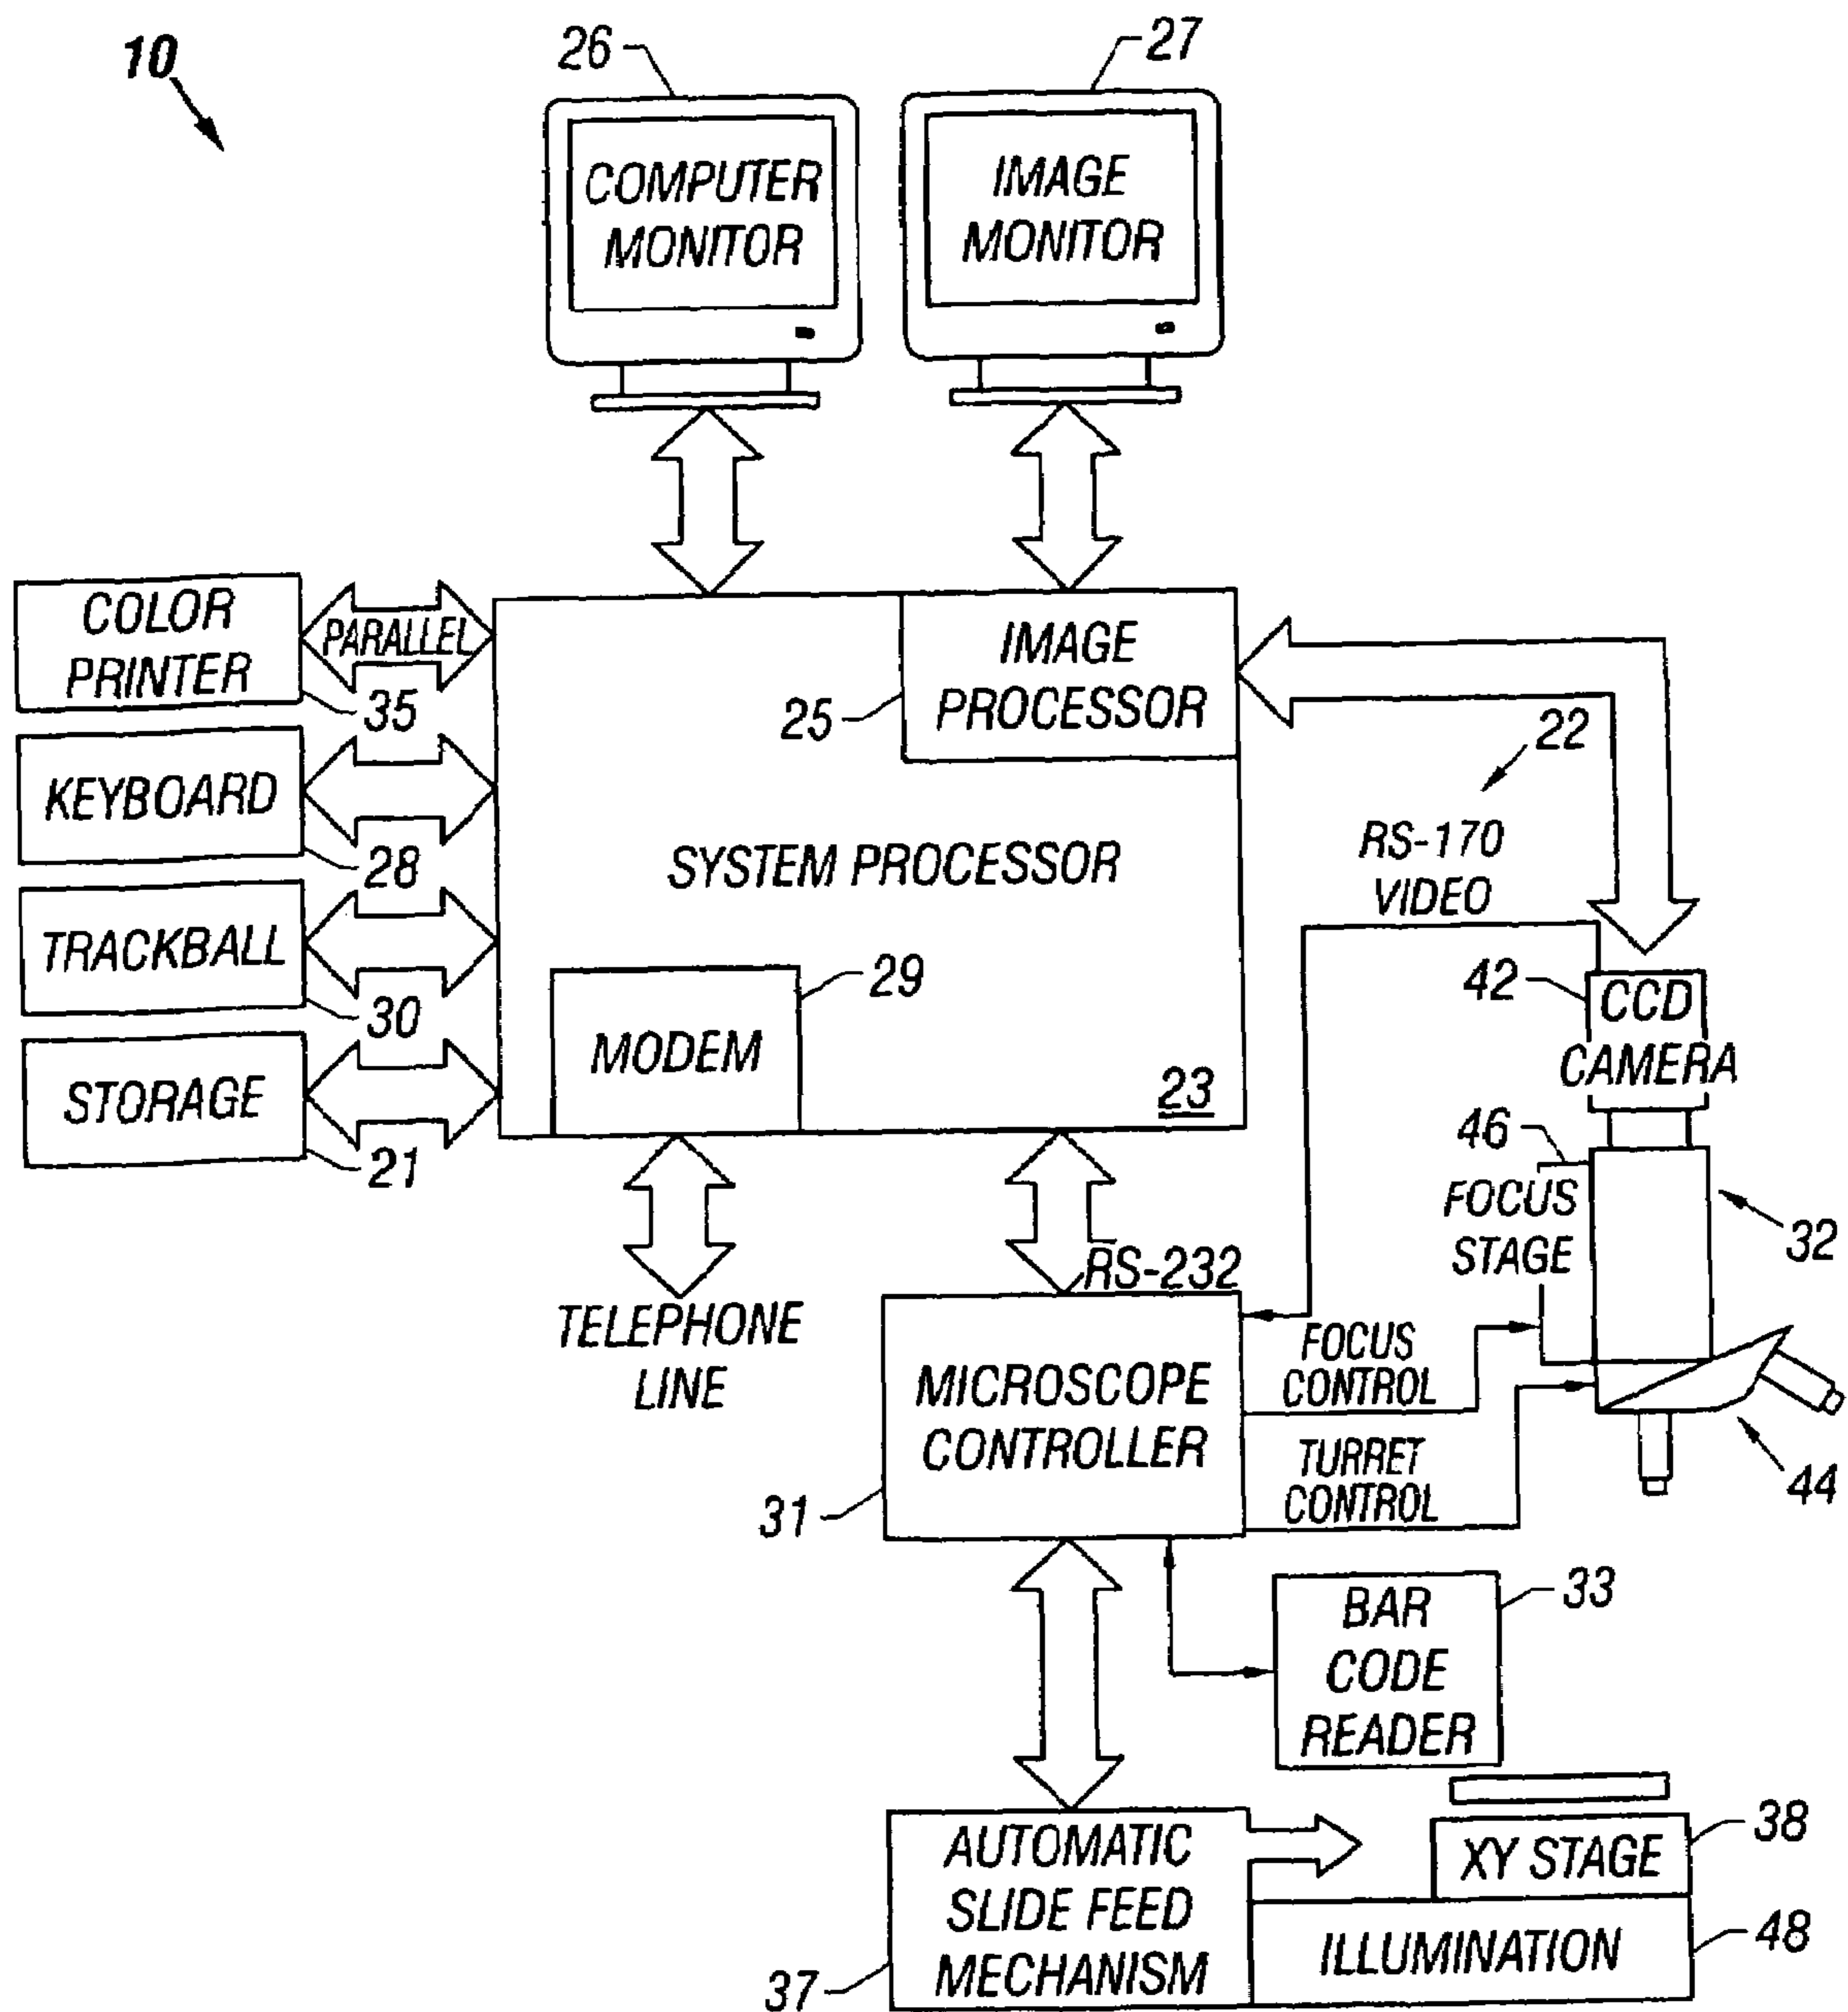 10
26
27
COMPUTER
MONITOR
IMAGE
MONITOR
COLOR
PRINTER
PARALLEL
35
KEYBOARD
28
TRACKBALL
30
STORAGE
21
IMAGE
PROCESSOR
25
SYSTEM PROCESSOR
MODEM
29
23
22
RS-170
VIDEO
42
CCD
CAMERA
46
FOCUS
STAGE
32
44
TELEPHONE
LINE
RS-232
MICROSCOPE
CONTROLLER
31
FOCUS
CONTROL
TURRET
CONTROL
BAR
CODE
READER
33
AUTOMATIC
SLIDE FEED
MECHANISM
37
XY STAGE
38
ILLUMINATION
48